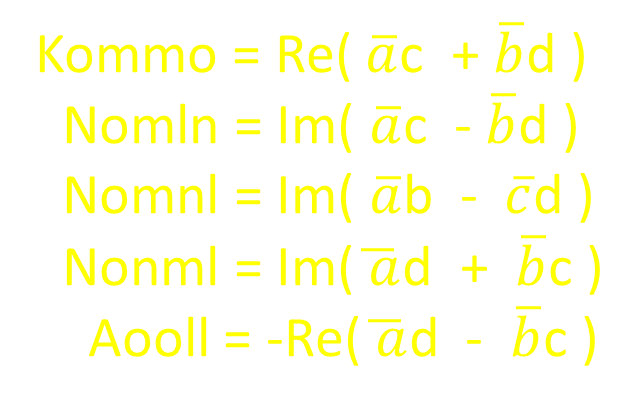 Kommo = Re( a̅c + b̅d )
Nomln = Im( a̅c - b̅d )
Nomnl = Im( a̅b - c̅d )
Nonml = Im( a̅d + b̅c )
Aooll = -Re( a̅d - b̅c )